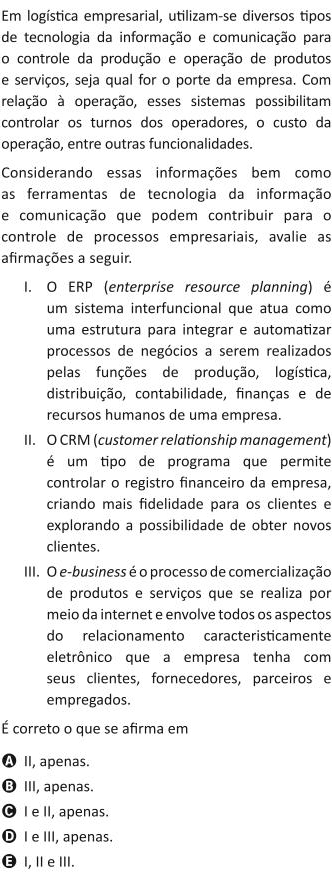 Em logística empresarial, utilizam-se diversos tipos
de tecnologia da informação e comunicação para
o controle da produção e operação de produtos
e serviços, seja qual for o porte da empresa. Com
relação à operação, esses sistemas possibilitam
controlar os turnos dos operadores, o custo da
operação, entre outras funcionalidades.
Considerando essas informações bem como
as ferramentas de tecnologia da informação
e comunicação que podem contribuir para o
controle de processos empresariais, avalie as
afirmações a seguir.
I. O ERP (enterprise resource planning) é
um sistema interfuncional que atua como
uma estrutura para integrar e automatizar
processos de negócios a serem realizados
pelas funções de produção, logística,
distribuição, contabilidade, finanças e de
recursos humanos de uma empresa.
II. O CRM (customer relationship management)
é um tipo de programa que permite
controlar o registro financeiro da empresa,
criando mais fidelidade para os clientes e
explorando a possibilidade de obter novos
clientes.
III. O e-business é o processo de comercialização
de produtos e serviços que se realiza por
meio da internet e envolve todos os aspectos
do relacionamento caracteristicamente
eletrônico que a empresa tenha com
seus clientes, fornecedores, parceiros e
empregados.
É correto o que se afirma em
A II, apenas.
B III, apenas.
C I e II, apenas.
D I e III, apenas.
E I, II e III.